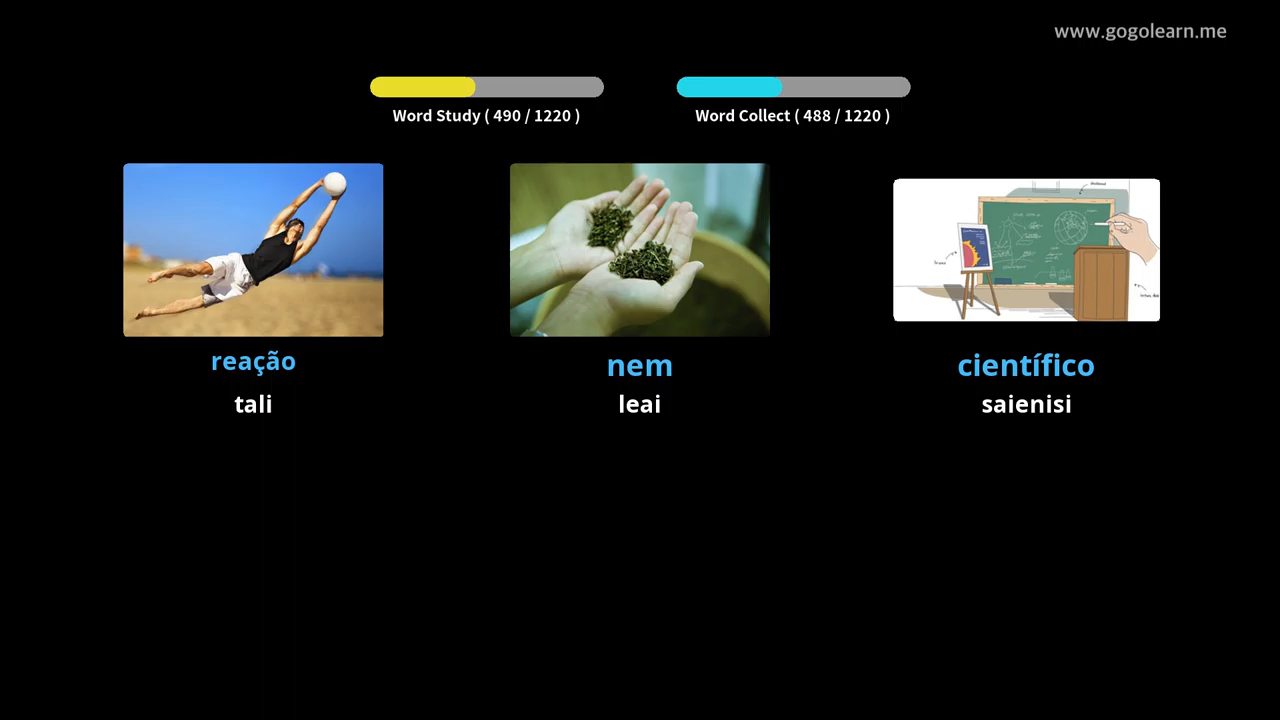 www.gogolearn.me
Word Study ( 490 / 1220 )
Word Collect ( 488 / 1220 )
reação
nem
científico
tali
leai
saienisi